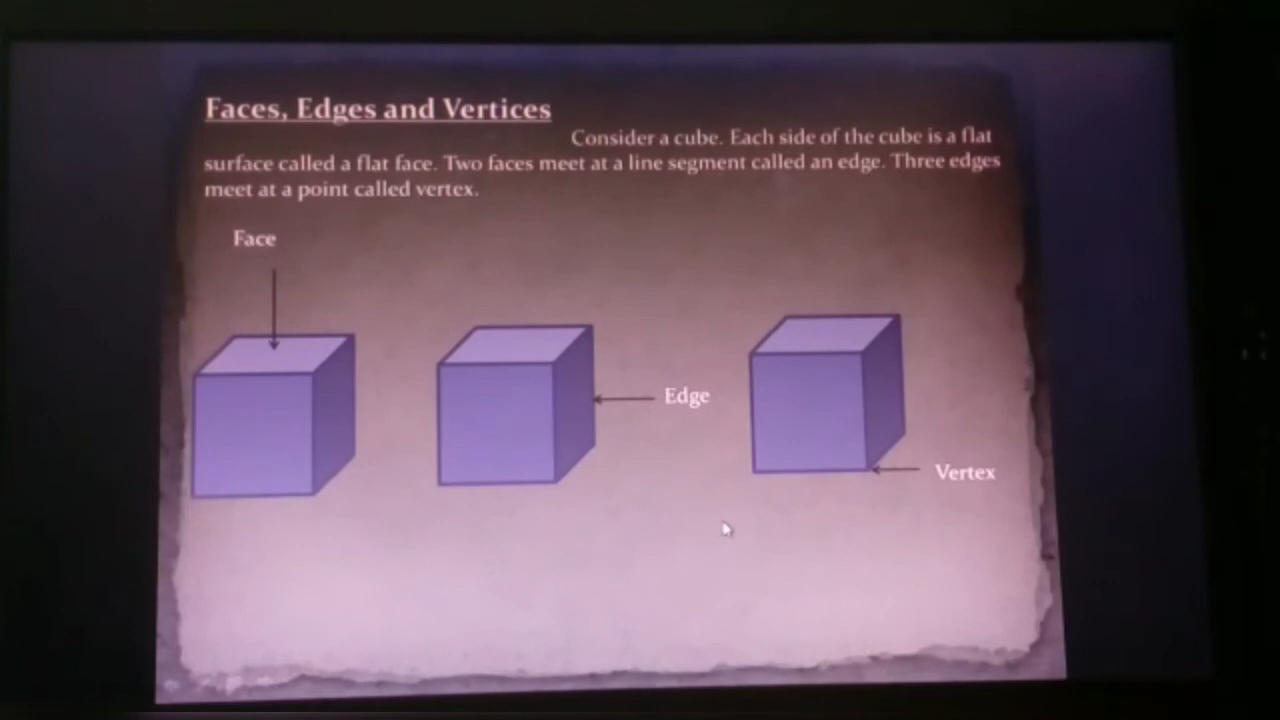 Faces, Edges and Vertices
Consider a cube. Each side of the cube is a flat
surface called a flat face. Two faces meet at a line segment called an edge. Three edges
meet at a point called vertex.
Face
Edge
Vertex